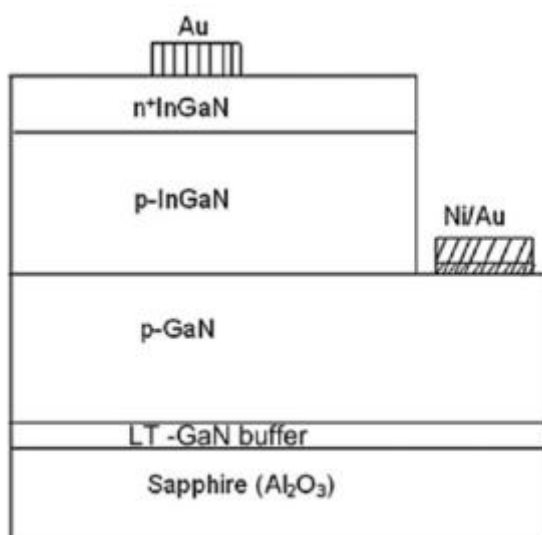 Au
n⁺InGaN
p-InGaN
Ni/Au
p-GaN
LT -GaN buffer
Sapphire (Al₂O₃)